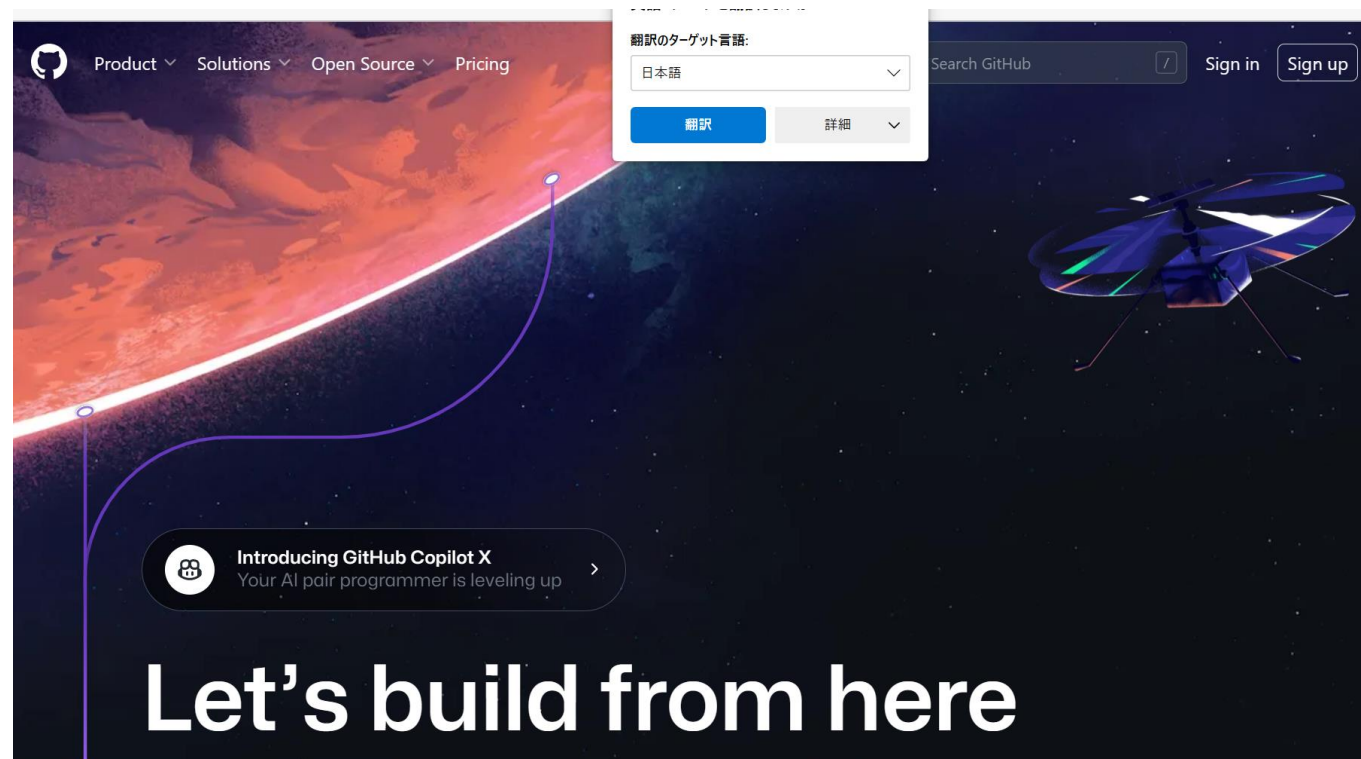 翻訳のターゲット言語:
日本語
翻訳 詳細
Product Solutions Open Source Pricing
Search GitHub /
Sign in Sign up
Introducing GitHub Copilot X
Your AI pair programmer is leveling up
Let's build from here